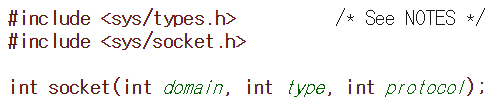 #include <sys/types.h>          /* See NOTES */
#include <sys/socket.h>
int socket(int domain, int type, int protocol);